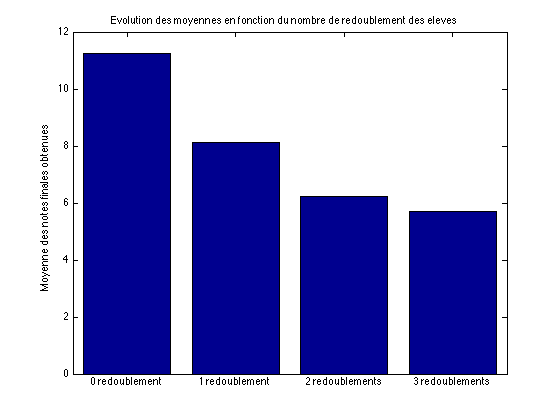 Evolution des moyennes en fonction du nombre de redoublement des eleves
Moyenne des notes finales obtenues
12
10
8
6
4
2
0
0 redoublement
1 redoublement
2 redoublements
3 redoublements